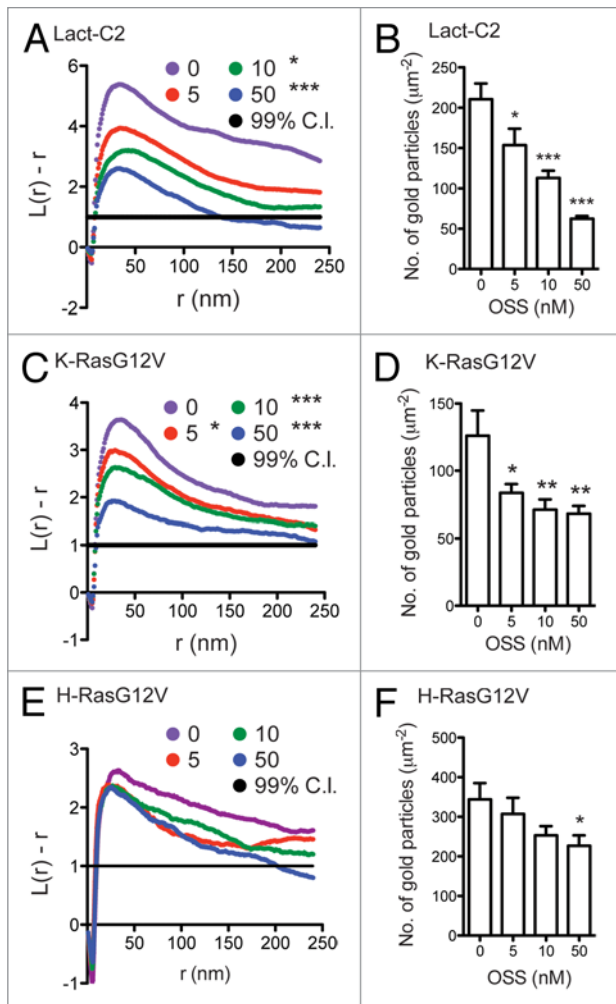 A Lact-C2
0 10 *
5 50 ***
99% C.I.
L(r) - r
6
4
2
0
-2
50 100 150 200 250
r (nm)
B Lact-C2
No. of gold particles (μm-2)
250
200
150
100
50
0
* *** ***
0 5 10 50
OSS (nM)
C K-RasG12V
0 10 ***
5 * 50 ***
99% C.I.
L(r) - r
4
3
2
1
0
-1
50 100 150 200 250
r (nm)
D K-RasG12V
No. of gold particles (μm-2)
150
100
50
0
* ** **
0 5 10 50
OSS (nM)
E H-RasG12V
0 10
5 50
99% C.I.
L(r) - r
3
2
1
0
-1
50 100 150 200 250
r (nm)
F H-RasG12V
No. of gold particles (μm-2)
500
400
300
200
100
0
*
0 5 10 50
OSS (nM)